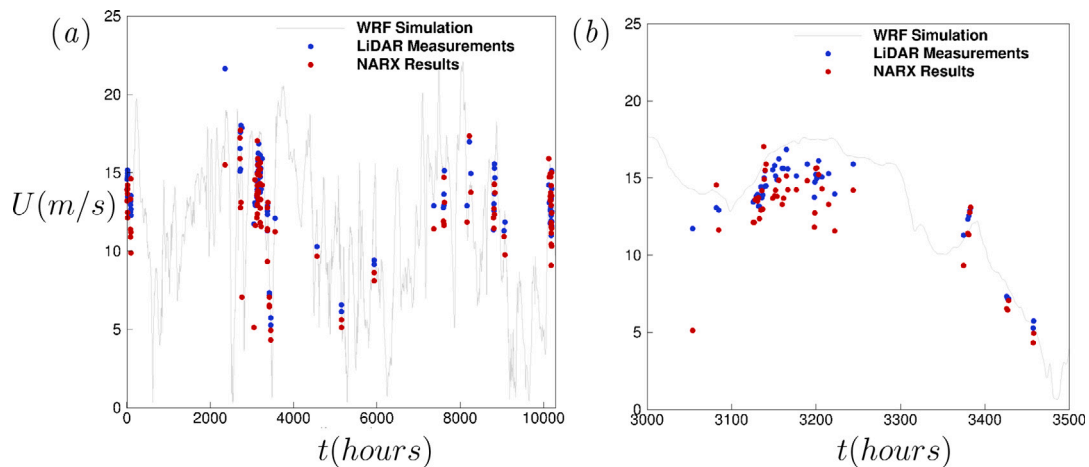 (a)
WRF Simulation
LiDAR Measurements
NARX Results
25
20
15
10
5
0
U(m/s)
0 2000 4000 6000 8000 10000
t(hours)
(b)
WRF Simulation
LiDAR Measurements
NARX Results
25
20
15
10
5
0
3000 3100 3200 3300 3400 3500
t(hours)